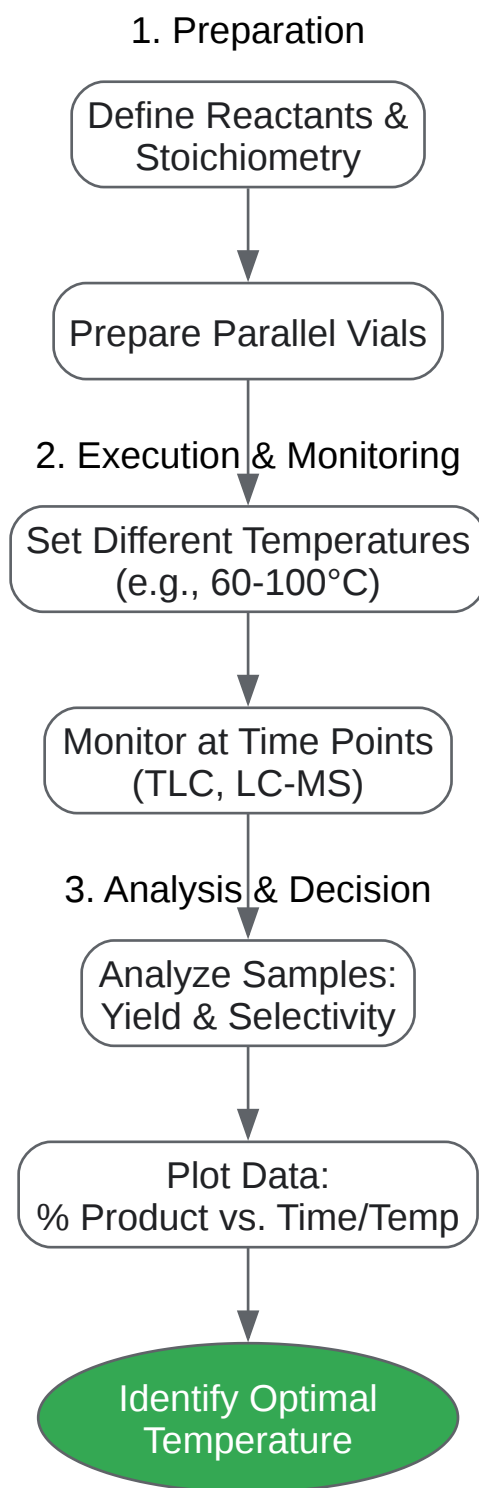 1. Preparation
Define Reactants &
Stoichiometry
Prepare Parallel Vials
2. Execution & Monitoring
Set Different Temperatures
(e.g., 60-100°C)
Monitor at Time Points
(TLC, LC-MS)
3. Analysis & Decision
Analyze Samples:
Yield & Selectivity
Plot Data:
% Product vs. Time/Temp
Identify Optimal
Temperature